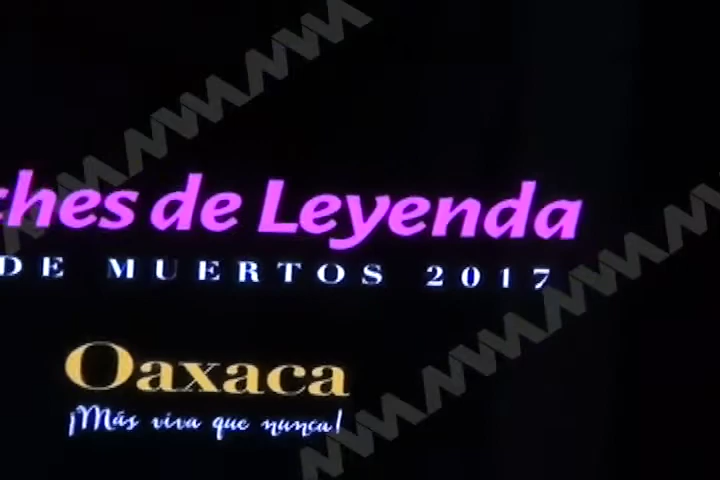 ches de Leyenda
DE MUERTOS 2017
Oaxaca
¡Más viva que nunca!